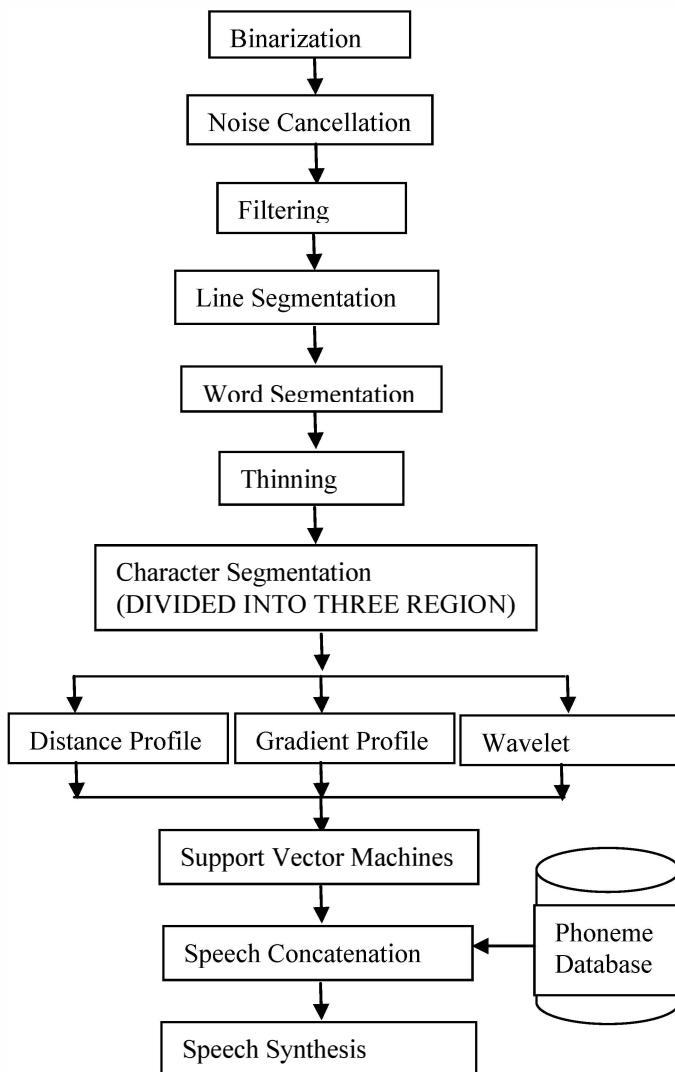 Binarization
Noise Cancellation
Filtering
Line Segmentation
Word Segmentation
Thinning
Character Segmentation
(DIVIDED INTO THREE REGION)
Distance Profile
Gradient Profile
Wavelet
Support Vector Machines
Speech Concatenation
Phoneme
Database
Speech Synthesis